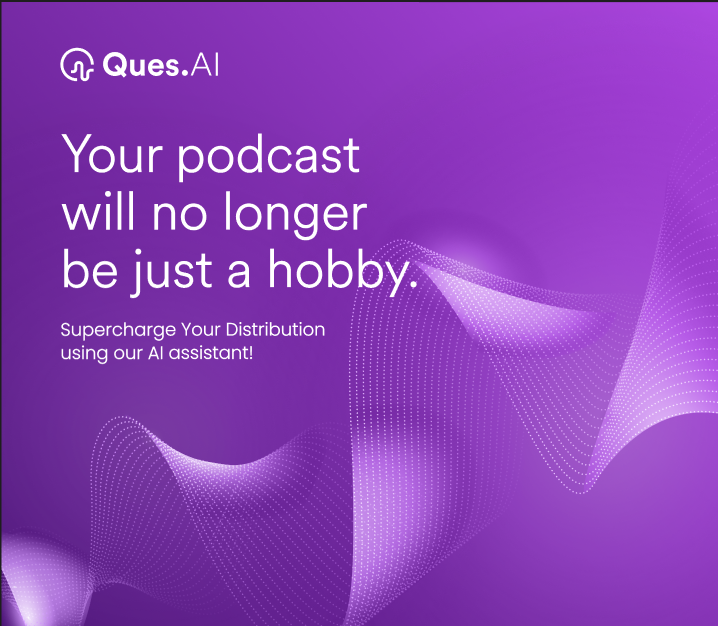 Ques.AI
Your podcast
will no longer
be just a hobby.
Supercharge Your Distribution
using our AI assistant!